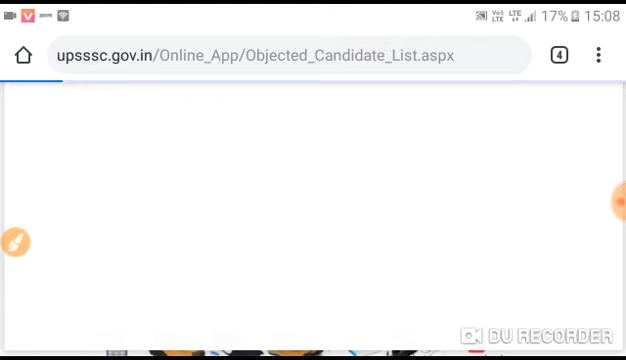 17% 15:08
upsssc.gov.in/Online_App/Objected_Candidate_List.aspx
4
DU RECORDER